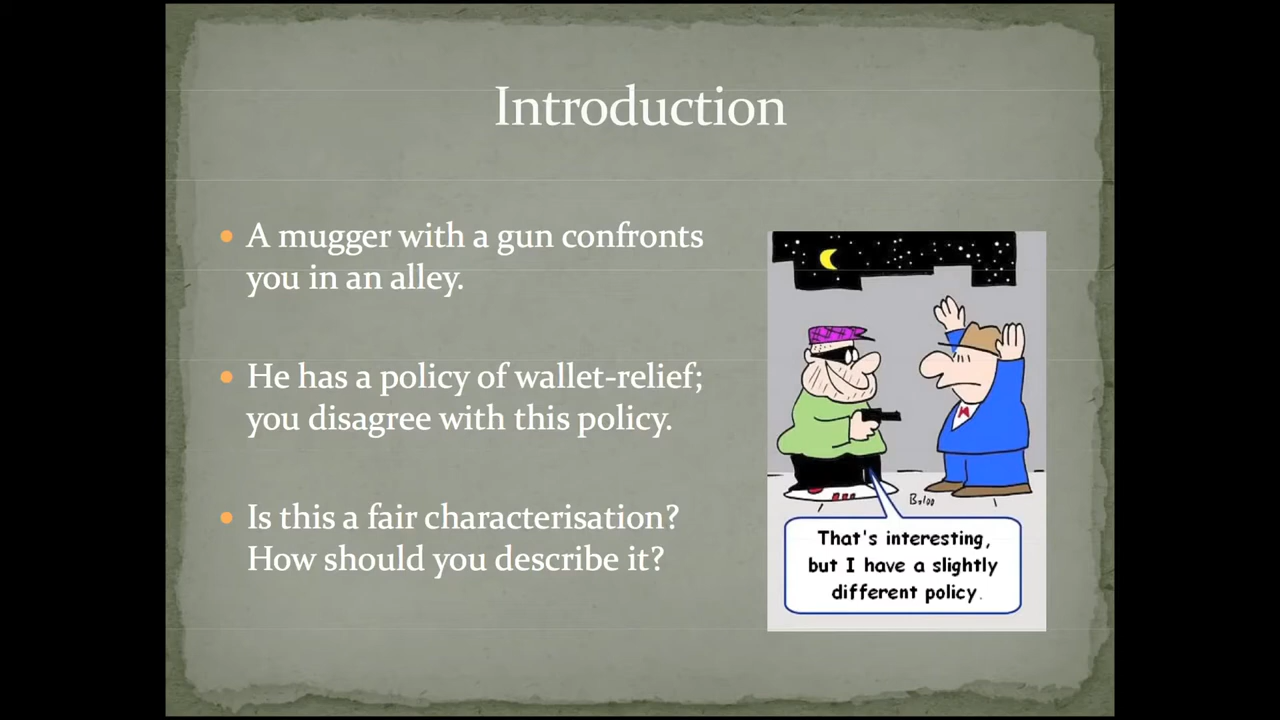 Introduction
A mugger with a gun confronts
you in an alley.
He has a policy of wallet-relief;
you disagree with this policy.
Is this a fair characterisation?
How should you describe it?
Baloo
That's interesting,
but I have a slightly
different policy.